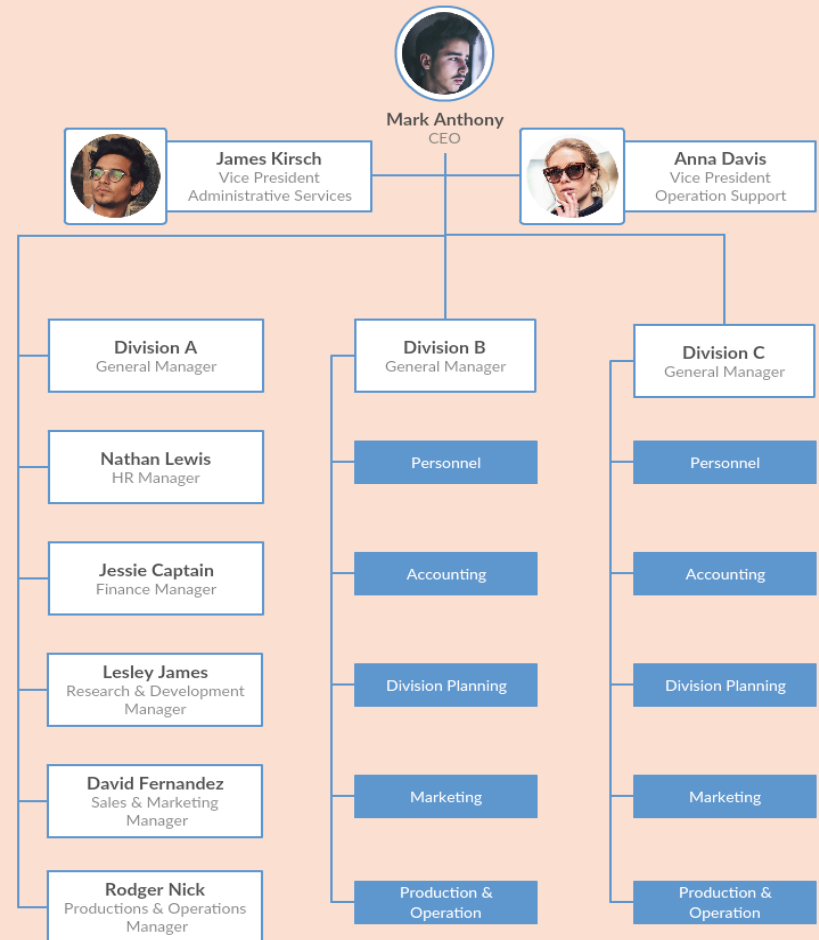 Mark Anthony
CEO
James Kirsch
Vice President
Administrative Services
Anna Davis
Vice President
Operation Support
Division A
General Manager
Division B
General Manager
Division C
General Manager
Nathan Lewis
HR Manager
Personnel
Personnel
Jessie Captain
Finance Manager
Accounting
Accounting
Lesley James
Research & Development
Manager
Division Planning
Division Planning
David Fernandez
Sales & Marketing
Manager
Marketing
Marketing
Rodger Nick
Productions & Operations
Manager
Production &
Operation
Production &
Operation